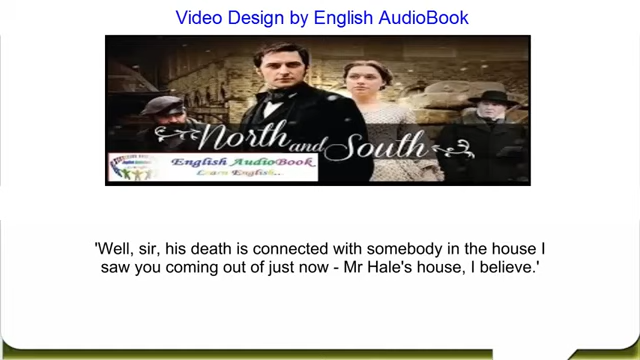 Video Design by English AudioBook
North and South
English AudioBook
Learn English...
'Well, sir, his death is connected with somebody in the house I
saw you coming out of just now - Mr Hale's house, I believe.'